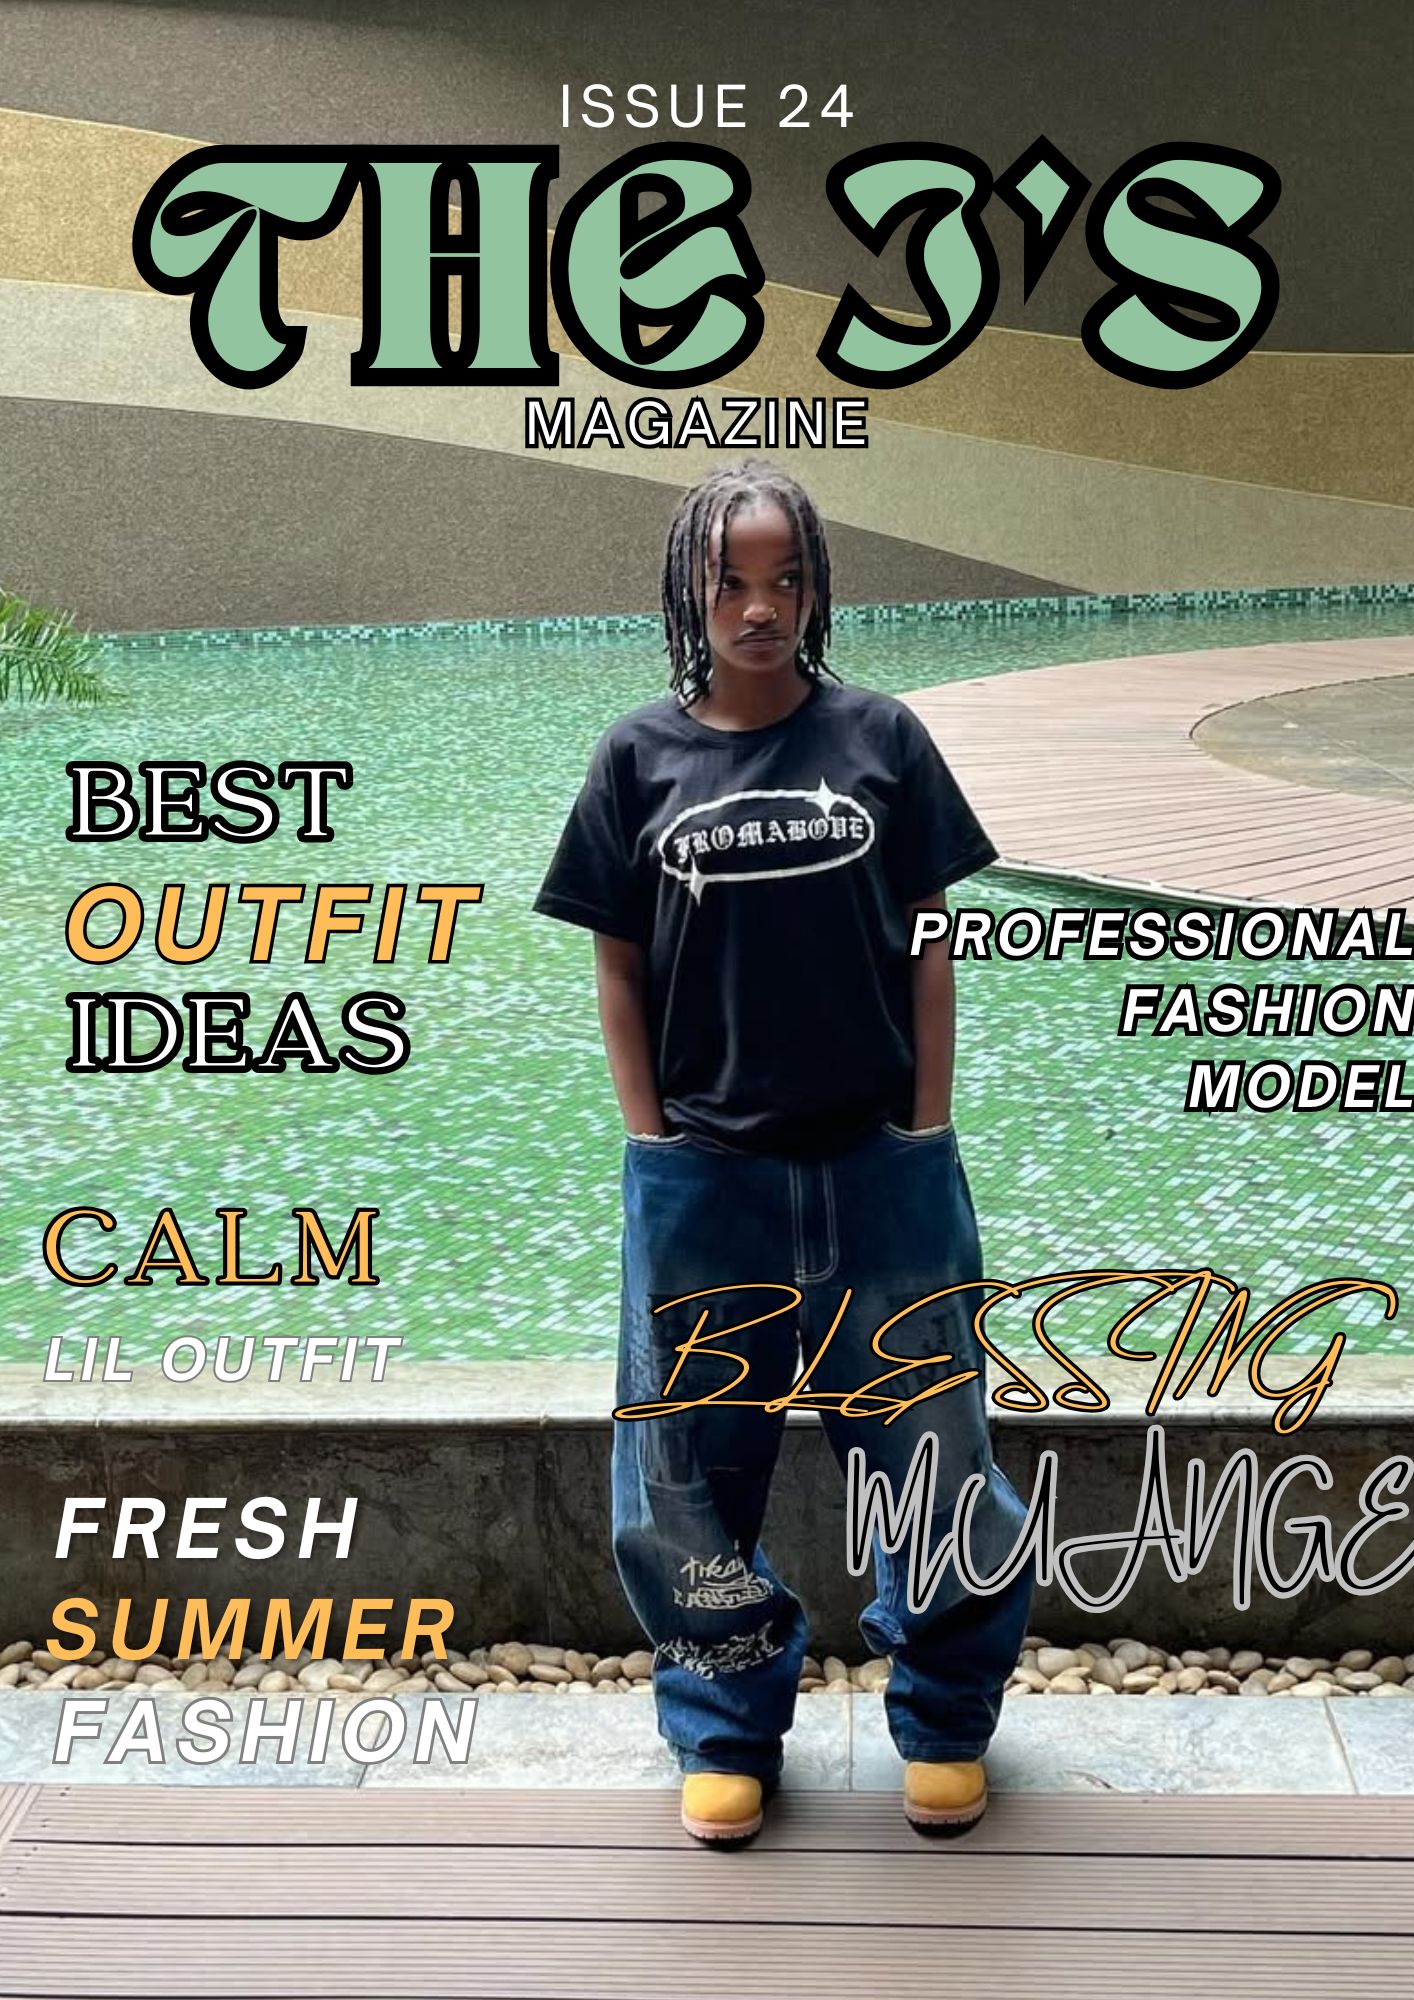 ISSUE 24
THE J'S
MAGAZINE
FROMABOVE
BEST
OUTFIT
IDEAS
PROFESSIONAL
FASHION
MODEL
CALM
LIL OUTFIT
BLESSING
MUANGE
FRESH
SUMMER
FASHION